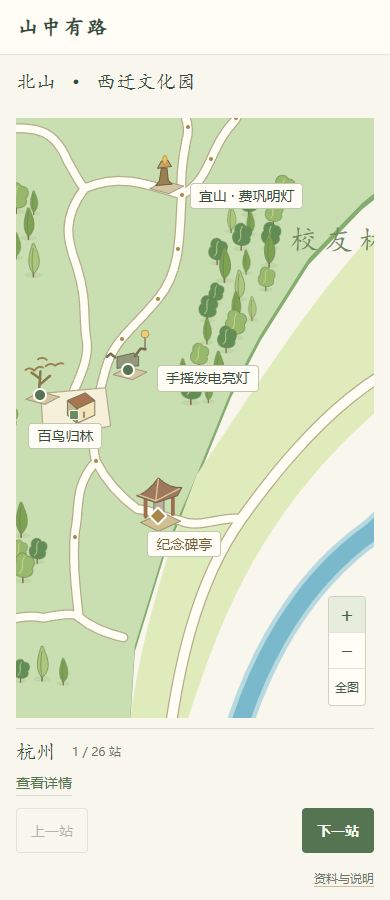 山中有路
北山 • 西迁文化园
宜山 · 费巩明灯
校友林
手摇发电亮灯
百鸟归林
纪念碑亭
+
−
全图
杭州 1 / 26 站
查看详情
上一站 下一站
资料与说明